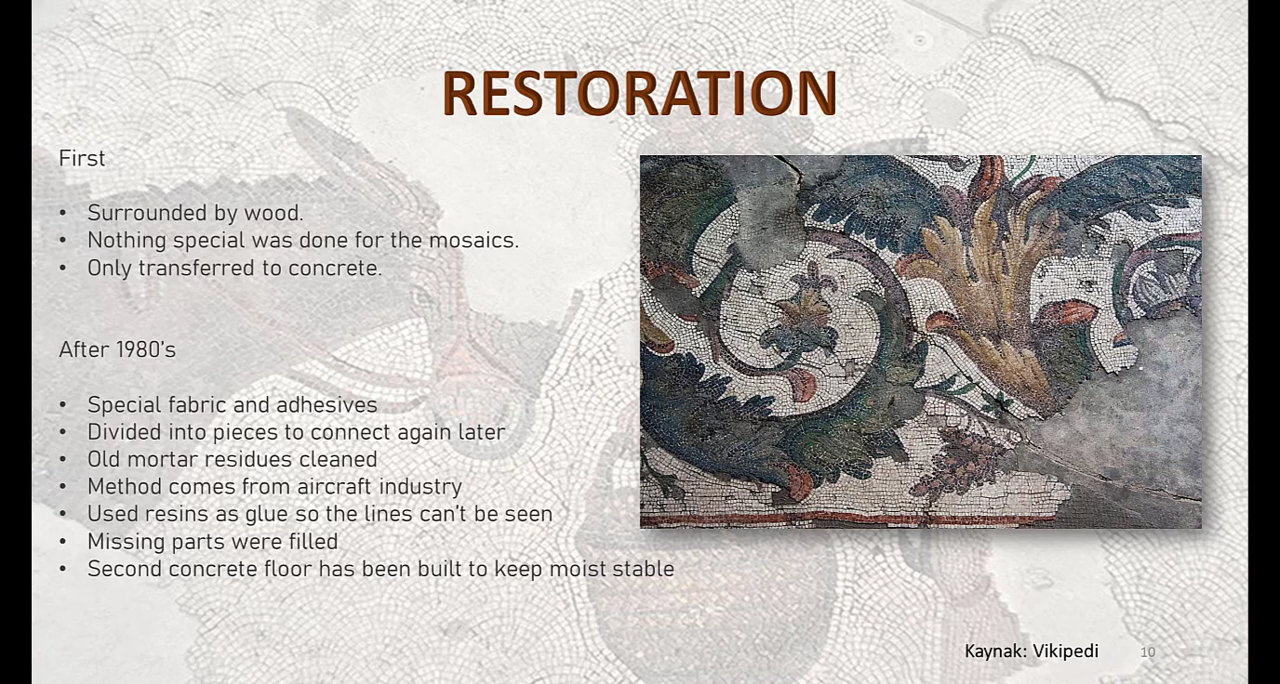 RESTORATION
First
• Surrounded by wood.
• Nothing special was done for the mosaics.
• Only transferred to concrete.
After 1980's
• Special fabric and adhesives
• Divided into pieces to connect again later
• Old mortar residues cleaned
• Method comes from aircraft industry
• Used resins as glue so the lines can't be seen
• Missing parts were filled
• Second concrete floor has been built to keep moist stable
Kaynak: Vikipedi
10